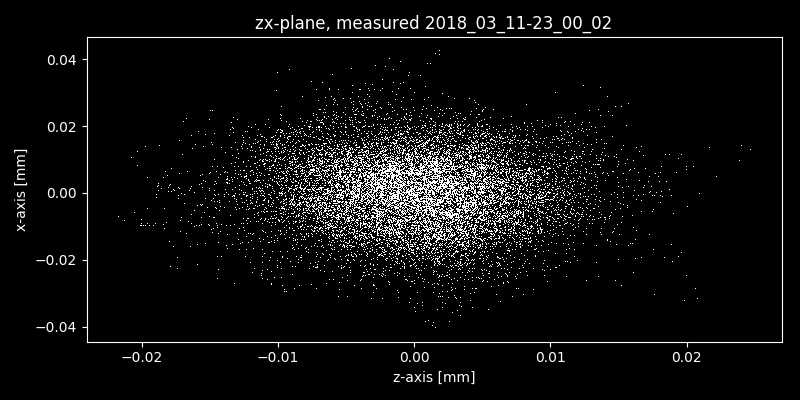 zx-plane, measured 2018_03_11-23_00_02
0.04
0.02
0.00
−0.02
−0.04
x-axis [mm]
−0.02 −0.01 0.00 0.01 0.02
z-axis [mm]